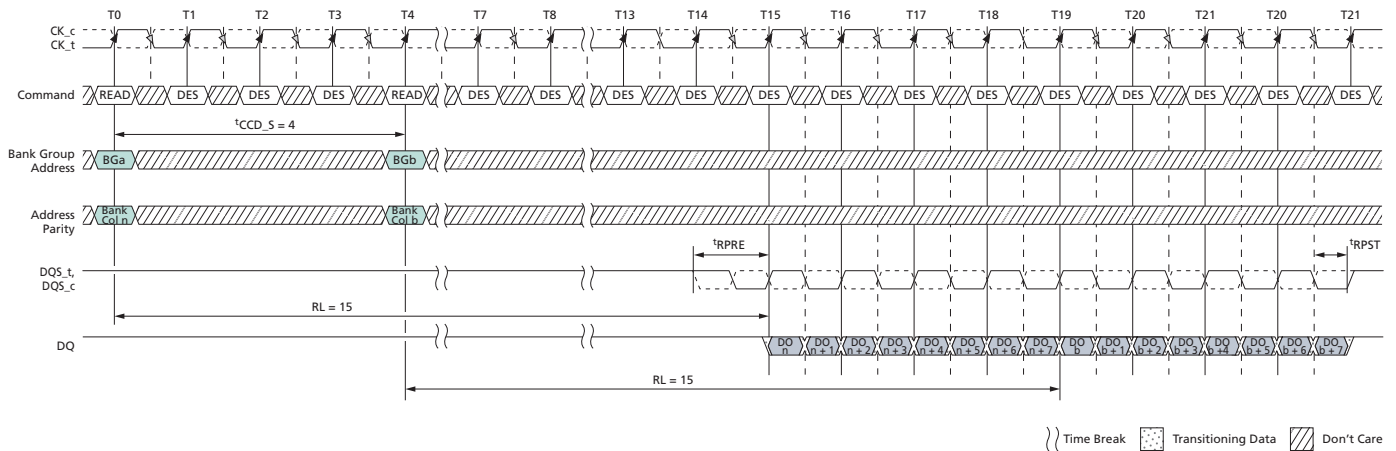 T0 T1 T2 T3 T4 T7 T8 T13 T14 T15 T16 T17 T18 T19 T20 T21 T20 T21
CK_c
CK_t
Command READ DES DES DES READ DES DES DES DES DES DES DES DES DES DES DES DES DES
tCCD_S = 4
Bank Group
Address
BGa BGb
Address
Parity
Bank
Col n
Bank
Col b
tRPRE tRPST
DQS_t,
DQS_c
RL = 15
DQ
DO
n
DO
n + 1
DO
n + 2
DO
n + 3
DO
n + 4
DO
n + 5
DO
n + 6
DO
n + 7
DO
b
DO
b + 1
DO
b + 2
DO
b + 3
DO
b +4
DO
b + 5
DO
b + 6
DO
b + 7
RL = 15
Time Break Transitioning Data Don't Care